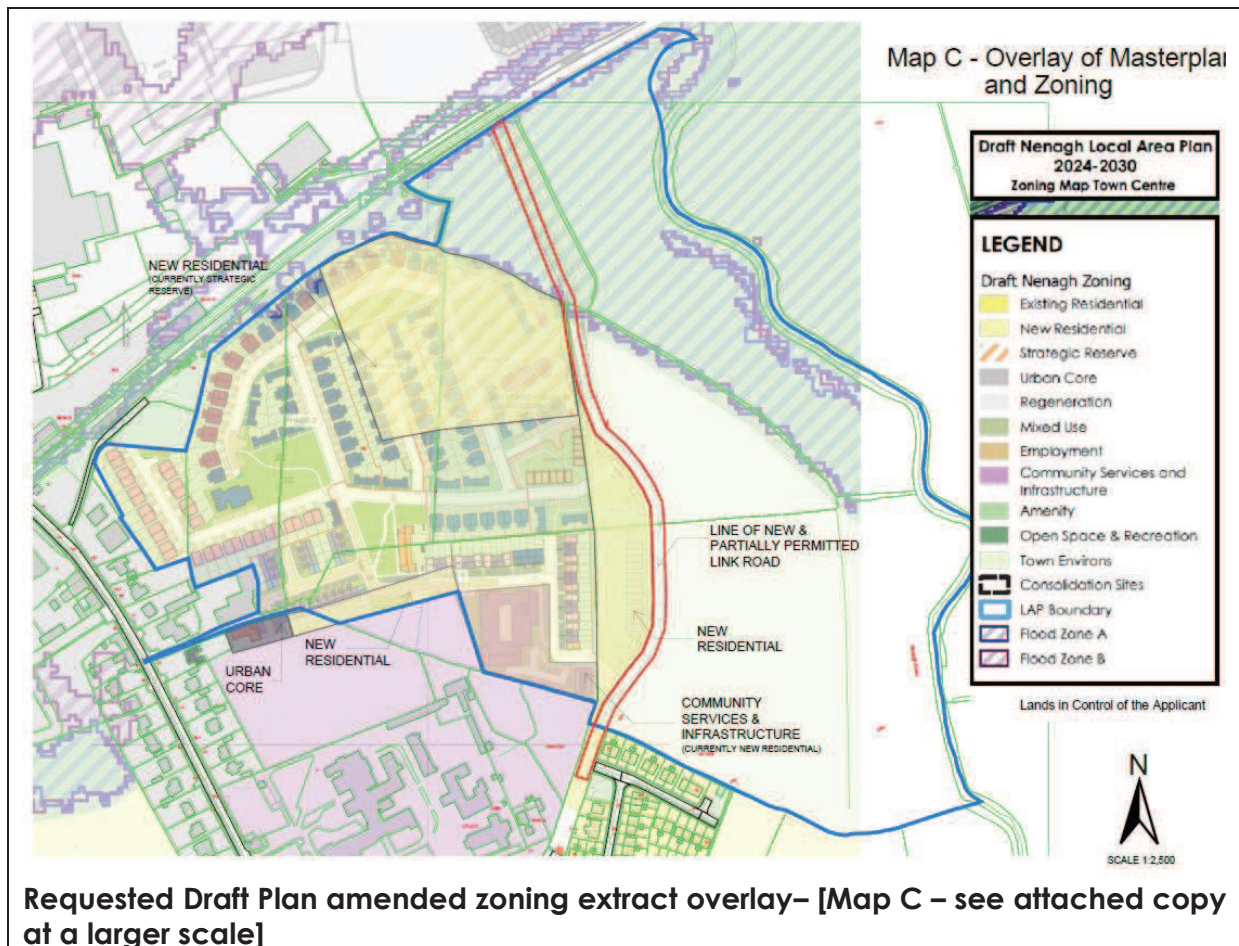 Map C - Overlay of Masterplan
and Zoning
Draft Nenagh Local Area Plan
2024-2030
Zoning Map Town Centre
LEGEND
Draft Nenagh Zoning
Existing Residential
New Residential
Strategic Reserve
Urban Core
Regeneration
Mixed Use
Employment
Community Services and
Infrastructure
Amenity
Open Space & Recreation
Town Environs
Consolidation Sites
LAP Boundary
Flood Zone A
Flood Zone B
Lands in Control of the Applicant
N
SCALE 1:2,500
NEW RESIDENTIAL
(CURRENTLY STRATEGIC
RESERVE)
LINE OF NEW &
PARTIALLY PERMITTED
LINK ROAD
NEW
RESIDENTIAL
NEW
RESIDENTIAL
URBAN
CORE
COMMUNITY
SERVICES &
INFRASTRUCTURE
(CURRENTLY NEW RESIDENTIAL)
Requested Draft Plan amended zoning extract overlay– [Map C – see attached copy
at a larger scale]